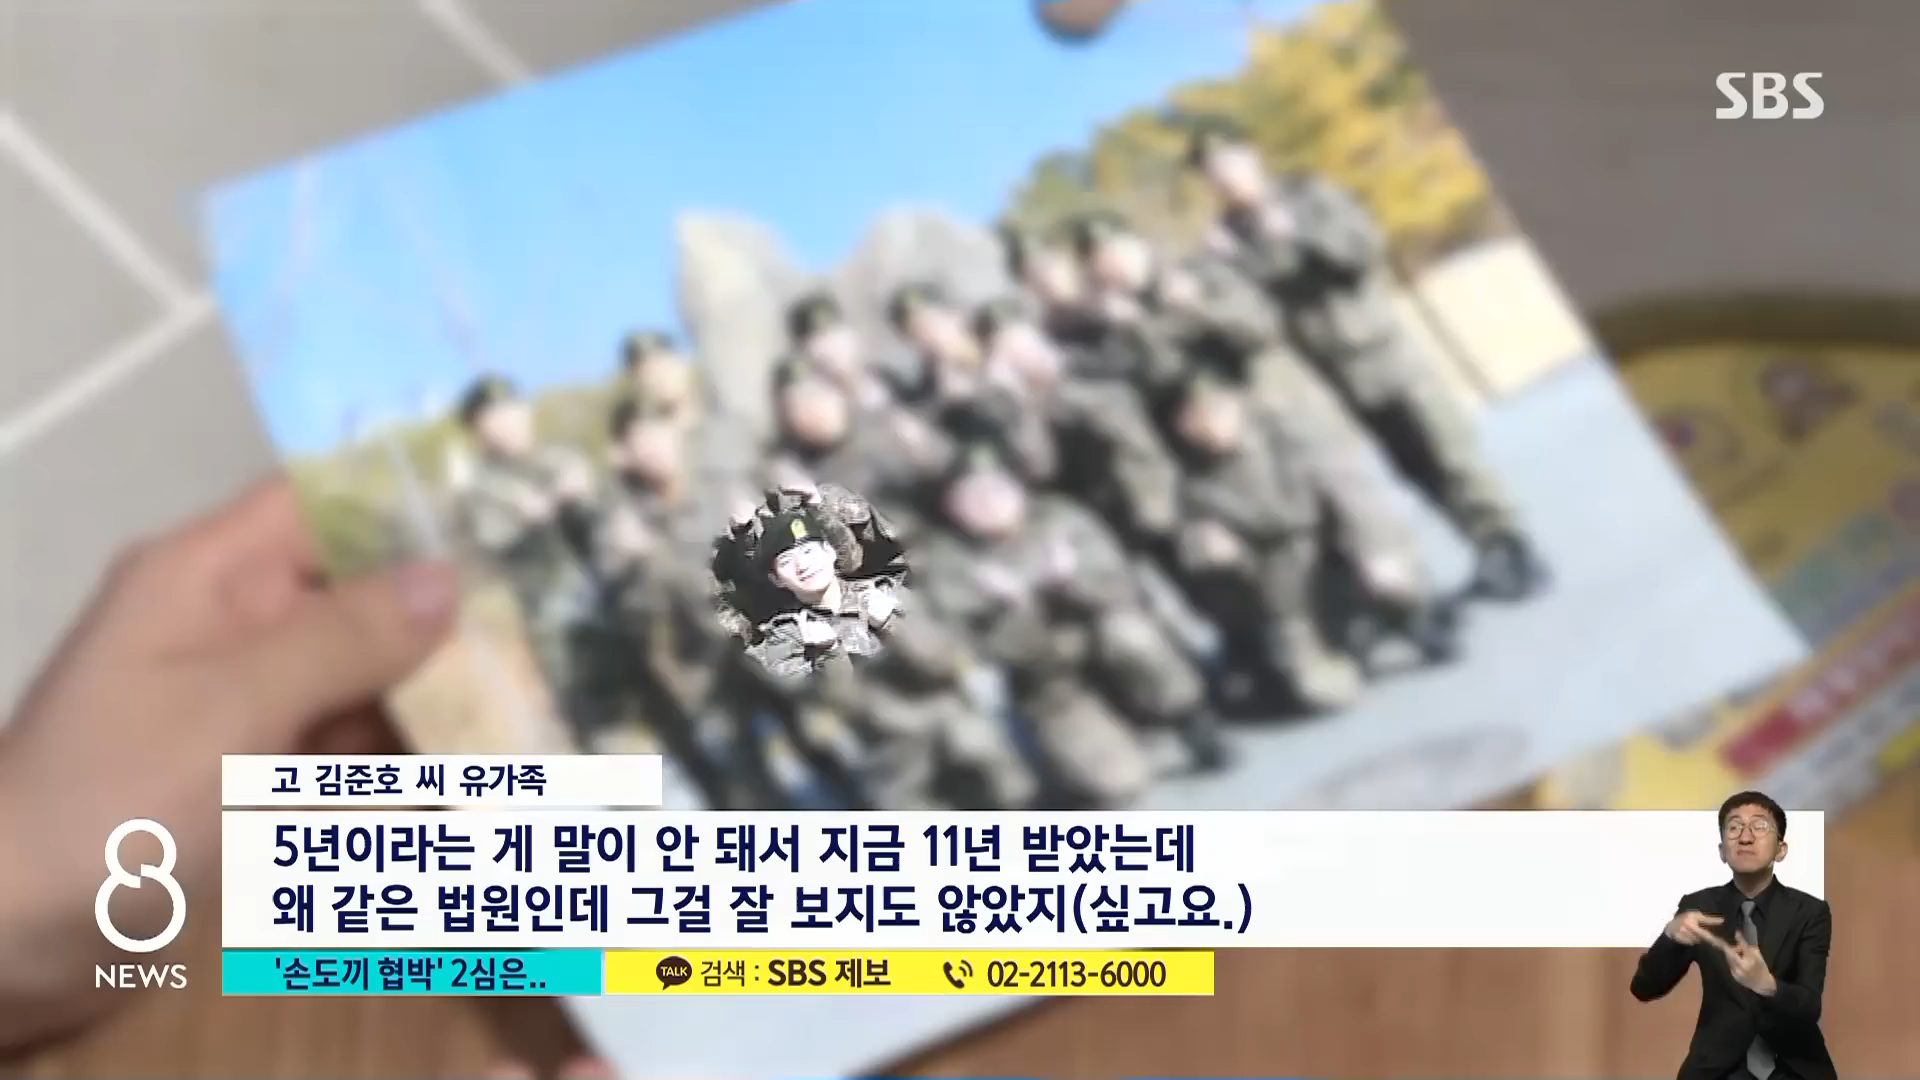 SBS
고 김준호 씨 유가족
5년이라는 게 말이 안 돼서 지금 11년 받았는데
왜 같은 법원인데 그걸 잘 보지도 않았지(싶고요.)
8 NEWS
'손도끼 협박' 2심은..
TALK 검색 : SBS 제보 02-2113-6000